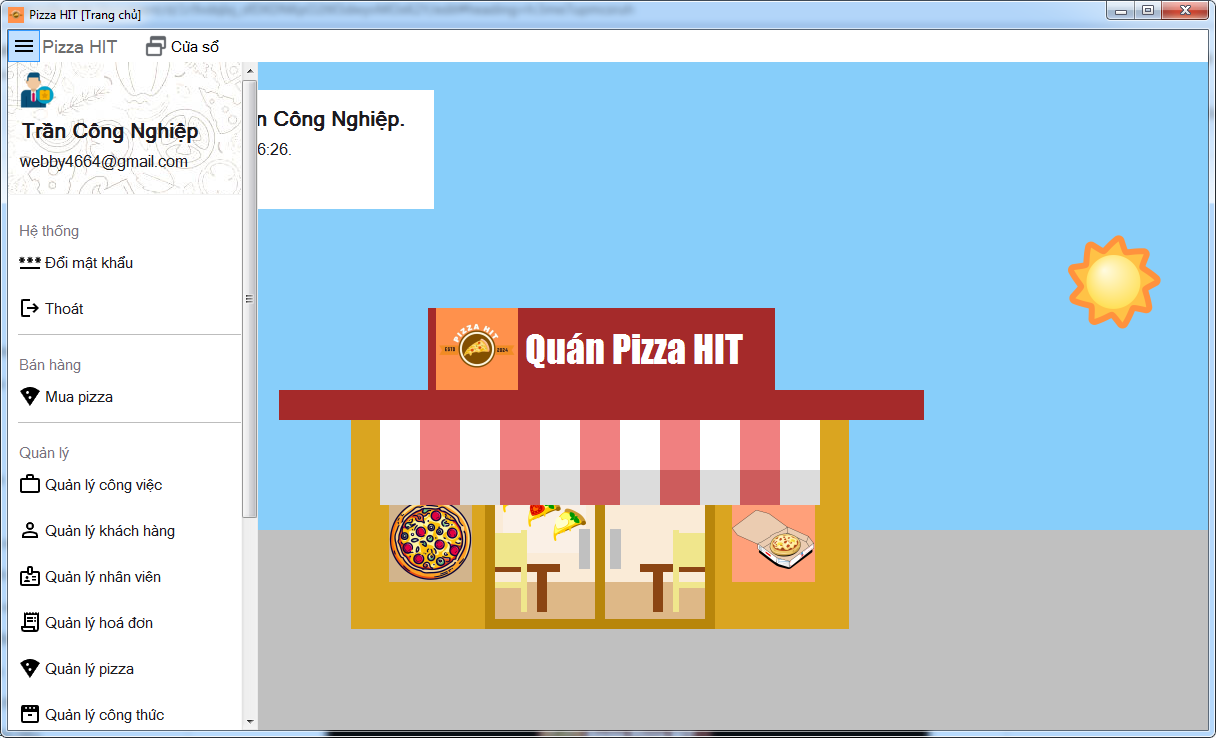 Pizza HIT [Trang chủ]
Pizza HIT
Cửa sổ
Trần Công Nghiệp
webby4664@gmail.com
n Công Nghiệp.
6:26.
Hệ thống
*** Đổi mật khẩu
Thoát
Bán hàng
Mua pizza
Quản lý
Quản lý công việc
Quản lý khách hàng
Quản lý nhân viên
Quản lý hoá đơn
Quản lý pizza
Quản lý công thức
PIZZA HIT
ESTD 2024
Quán Pizza HIT